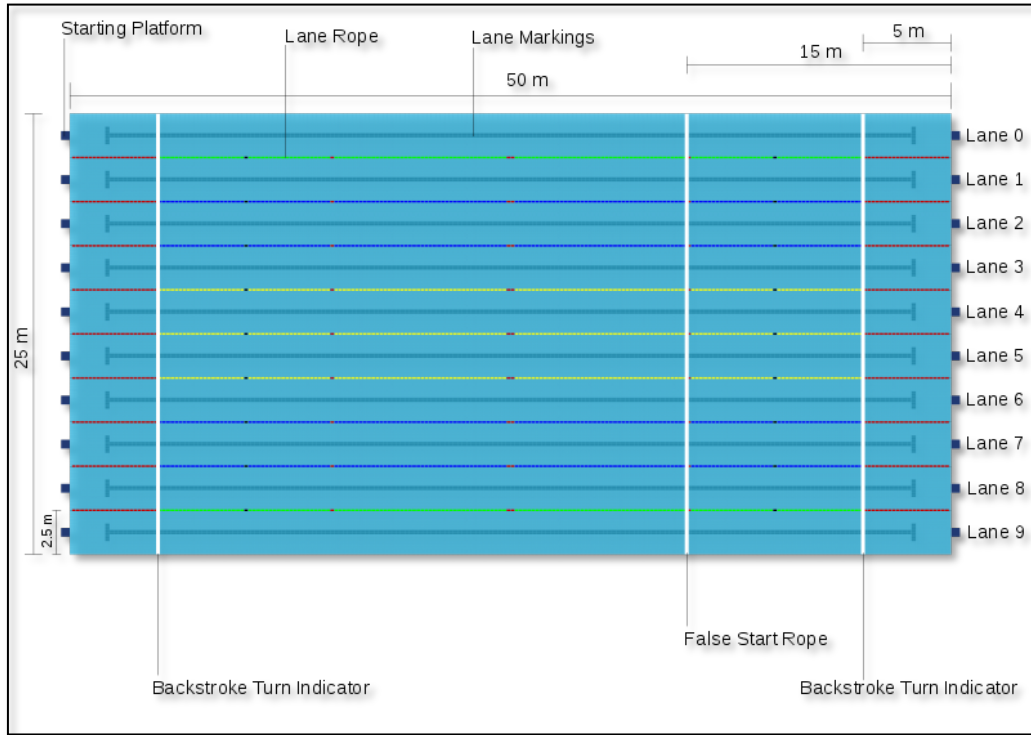 Starting Platform
Lane Rope
Lane Markings
5 m
15 m
50 m
25 m
2.5 m
Lane 0
Lane 1
Lane 2
Lane 3
Lane 4
Lane 5
Lane 6
Lane 7
Lane 8
Lane 9
False Start Rope
Backstroke Turn Indicator
Backstroke Turn Indicator